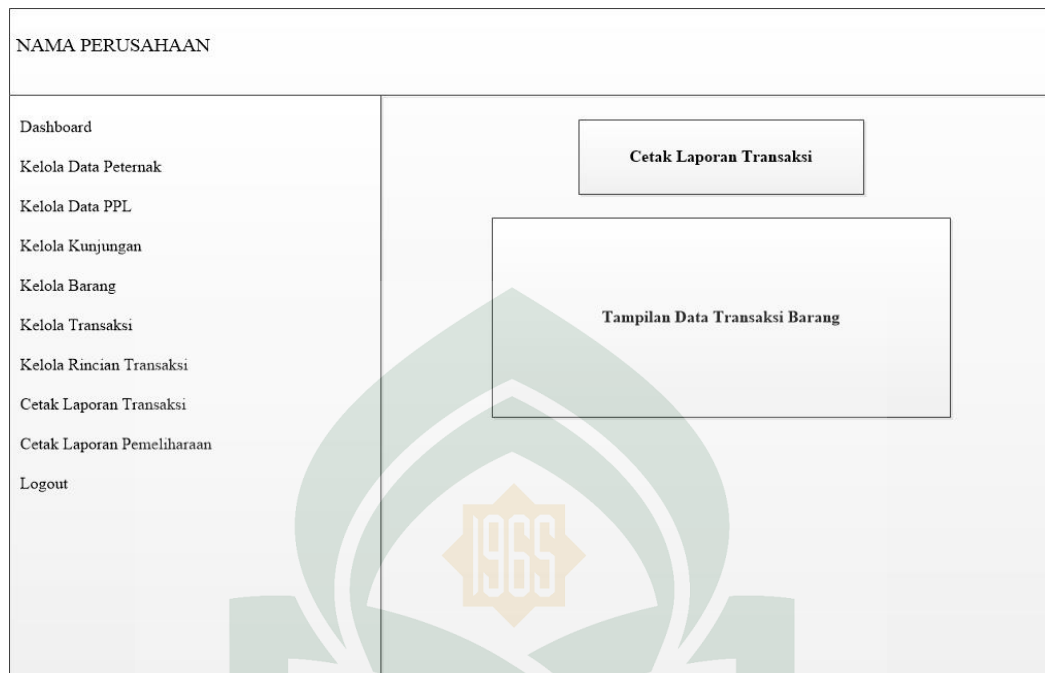 NAMA PERUSAHAAN
Dashboard
Kelola Data Peternak
Kelola Data PPL
Kelola Kunjungan
Kelola Barang
Kelola Transaksi
Kelola Rincian Transaksi
Cetak Laporan Transaksi
Cetak Laporan Pemeliharaan
Logout
Cetak Laporan Transaksi
Tampilan Data Transaksi Barang
1965